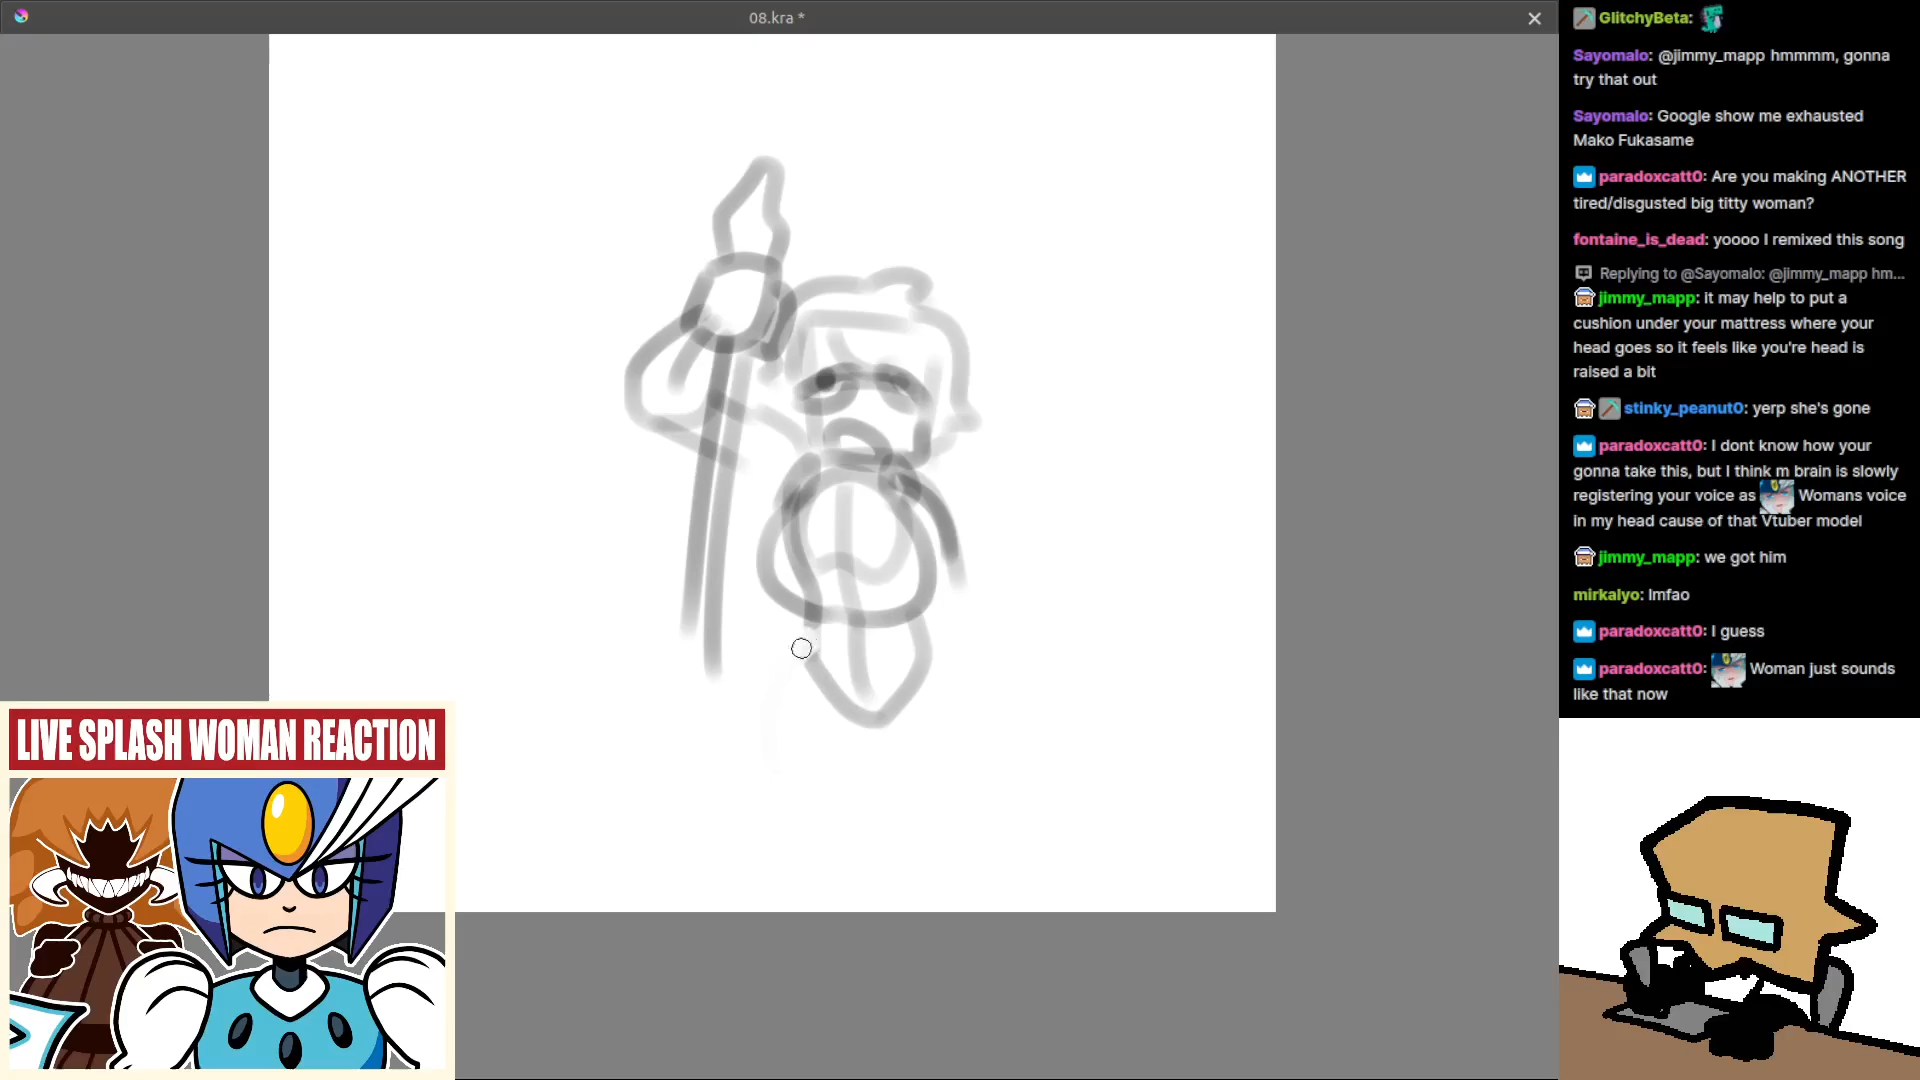 08.kra *
GlitchyBeta:
Sayomalo: @jimmy_mapp hmmmm, gonna
try that out
Sayomalo: Google show me exhausted
Mako Fukasame
paradoxcatt0: Are you making ANOTHER
tired/disgusted big titty woman?
fontaine_is_dead: yoooo I remixed this song
Replying to @Sayomalo: @jimmy_mapp hm...
jimmy_mapp: it may help to put a
cushion under your mattress where your
head goes so it feels like you're head is
raised a bit
stinky_peanut0: yerp she's gone
paradoxcatt0: I dont know how your
gonna take this, but I think m brain is slowly
registering your voice as Womans voice
in my head cause of that Vtuber model
jimmy_mapp: we got him
mirkalyo: lmfao
paradoxcatt0: I guess
paradoxcatt0: Woman just sounds
like that now
LIVE SPLASH WOMAN REACTION